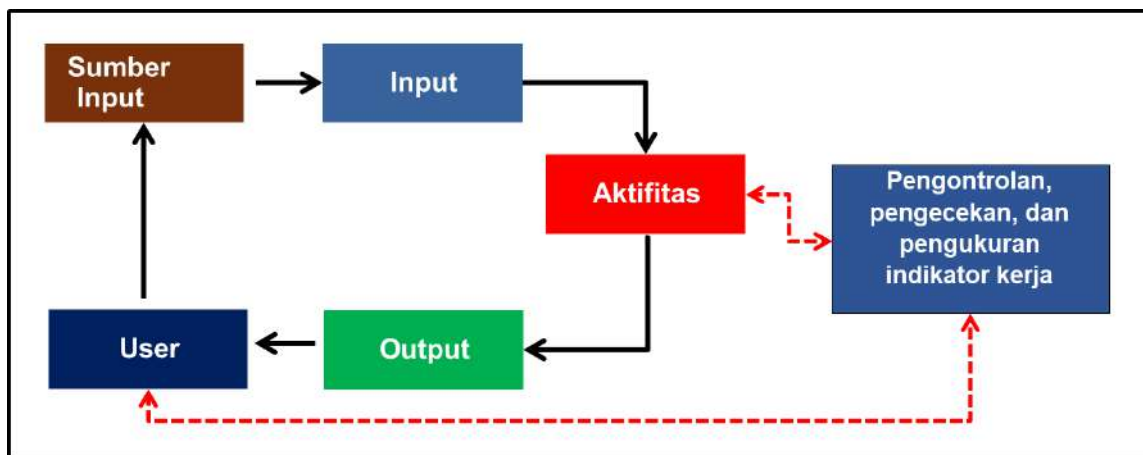 Sumber
Input
Input
Aktifitas
Pengontrolan,
pengecekan, dan
pengukuran
indikator kerja
User
Output